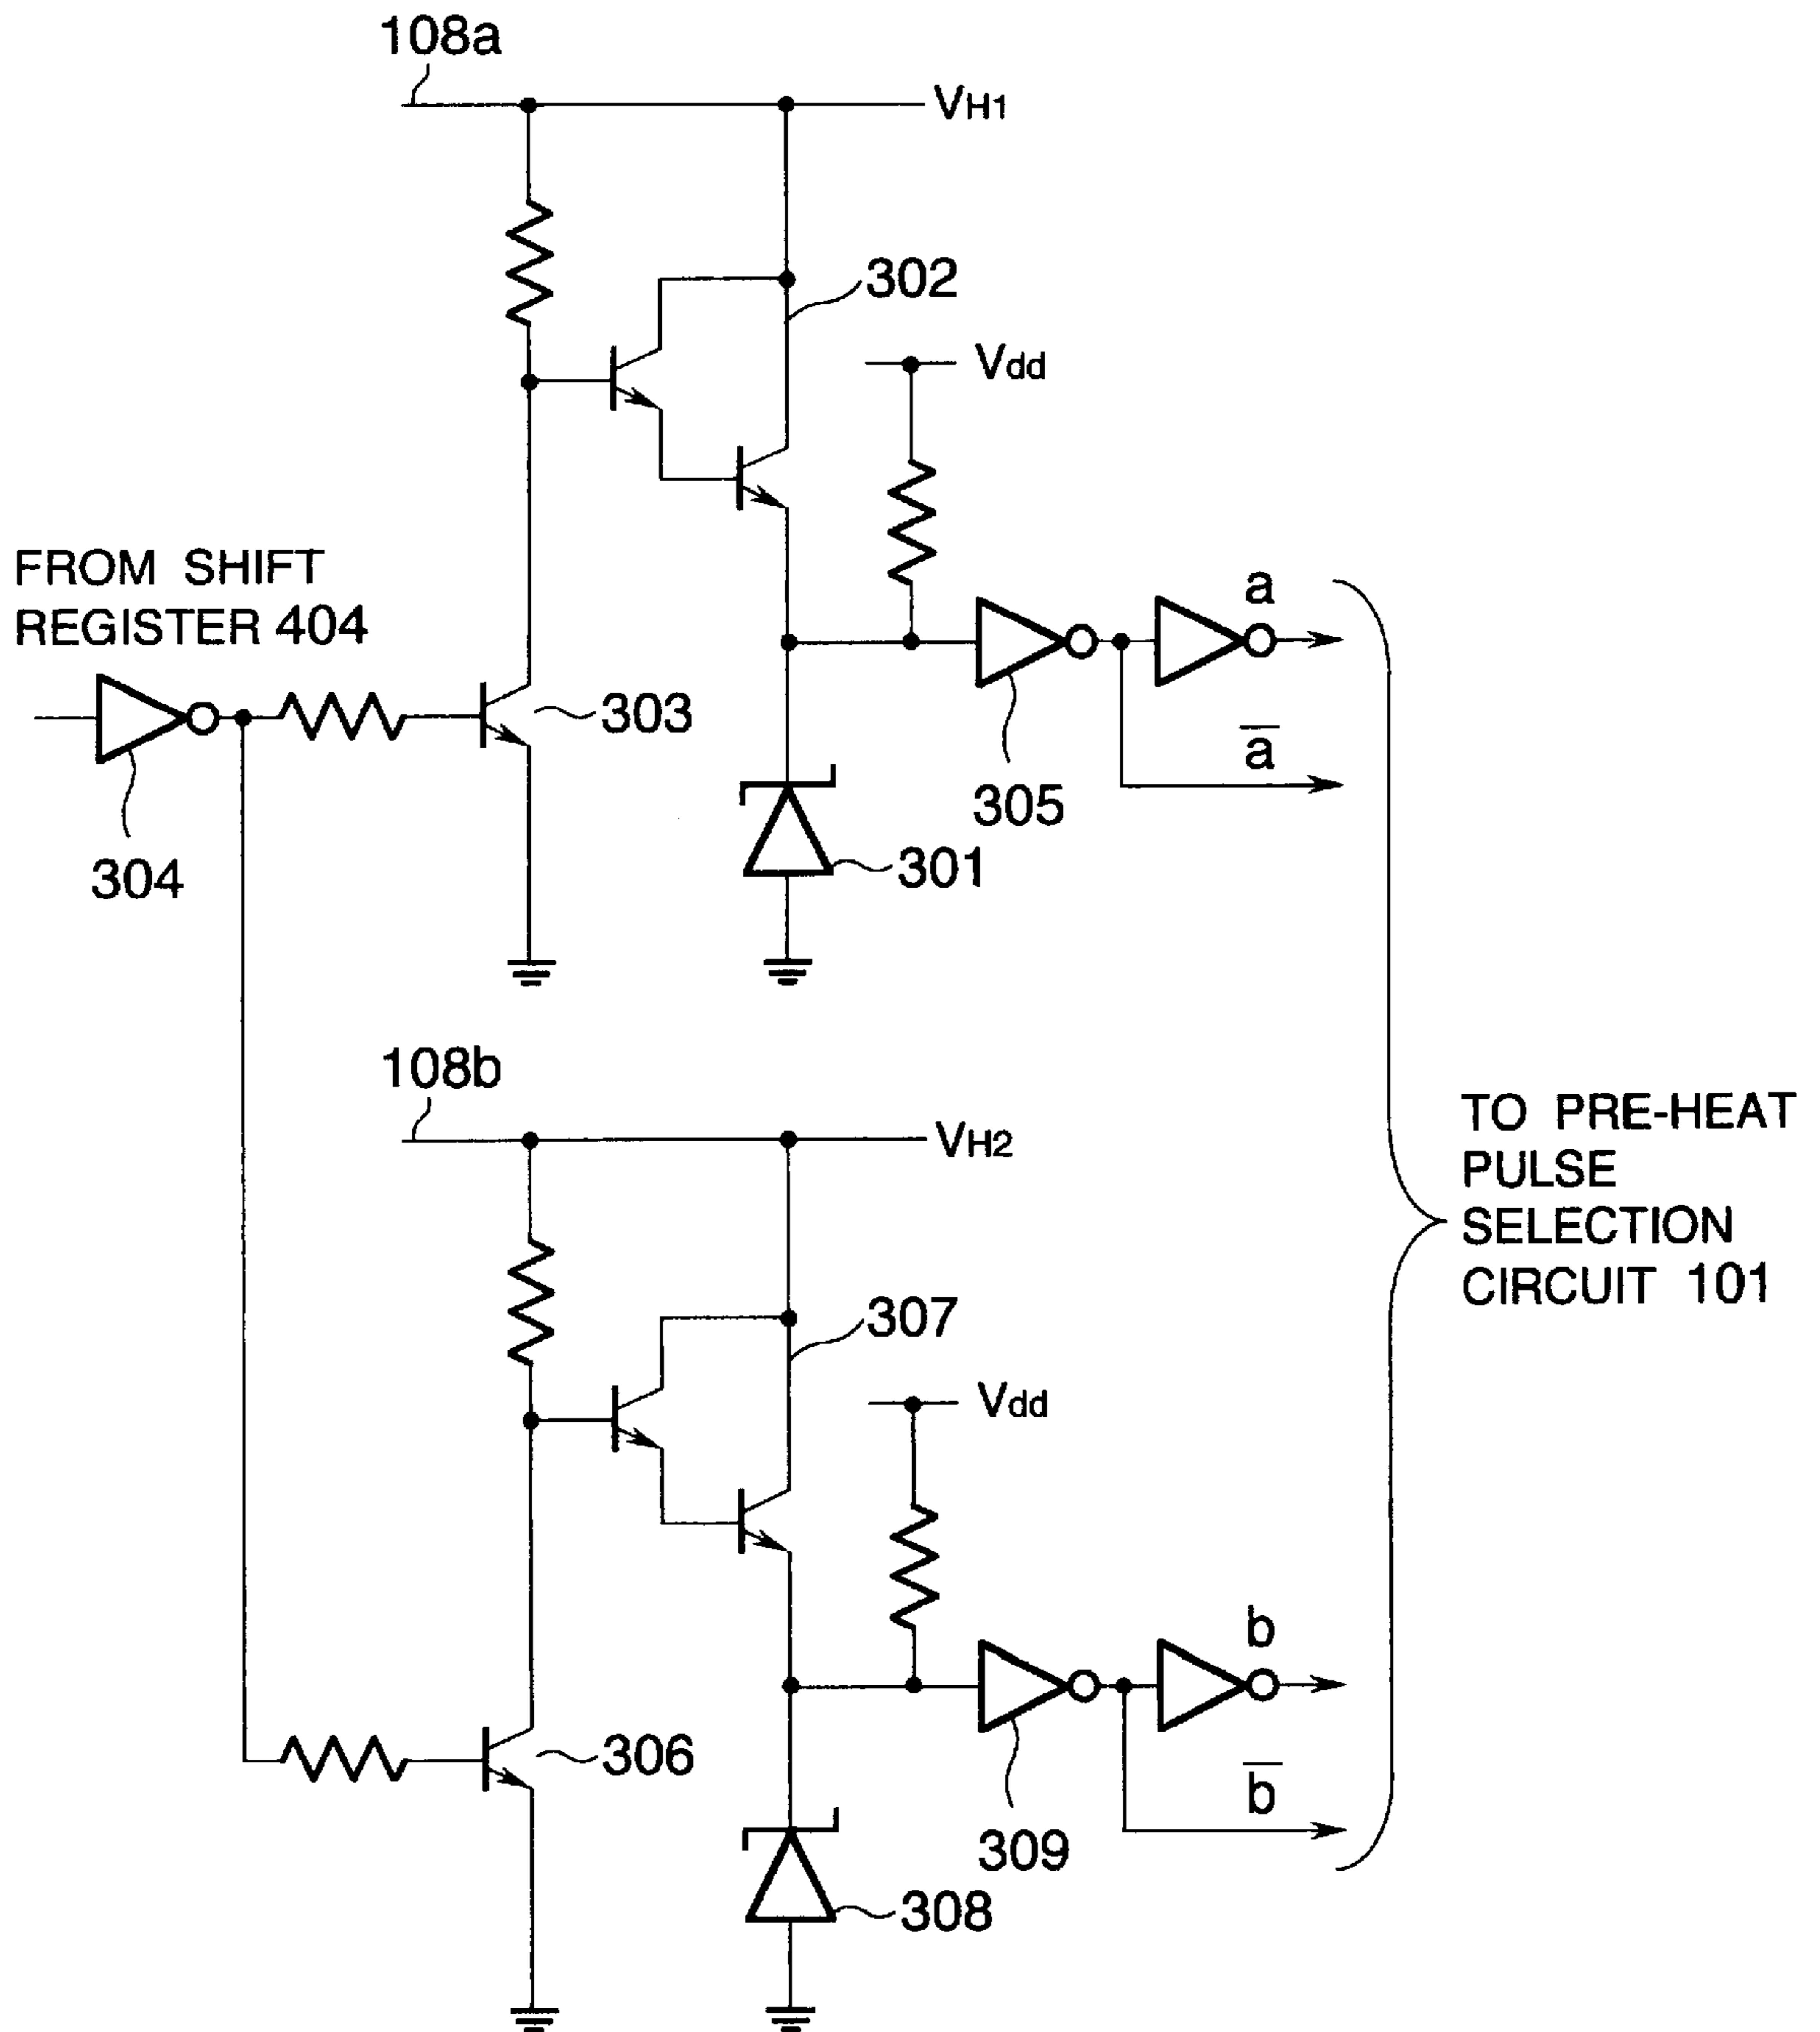 108a
VH1
302
Vdd
FROM SHIFT
REGISTER 404
a
303
a̅
305
304
301
108b
VH2
TO PRE-HEAT
PULSE
SELECTION
CIRCUIT 101
307
Vdd
b
306
b̅
309
308